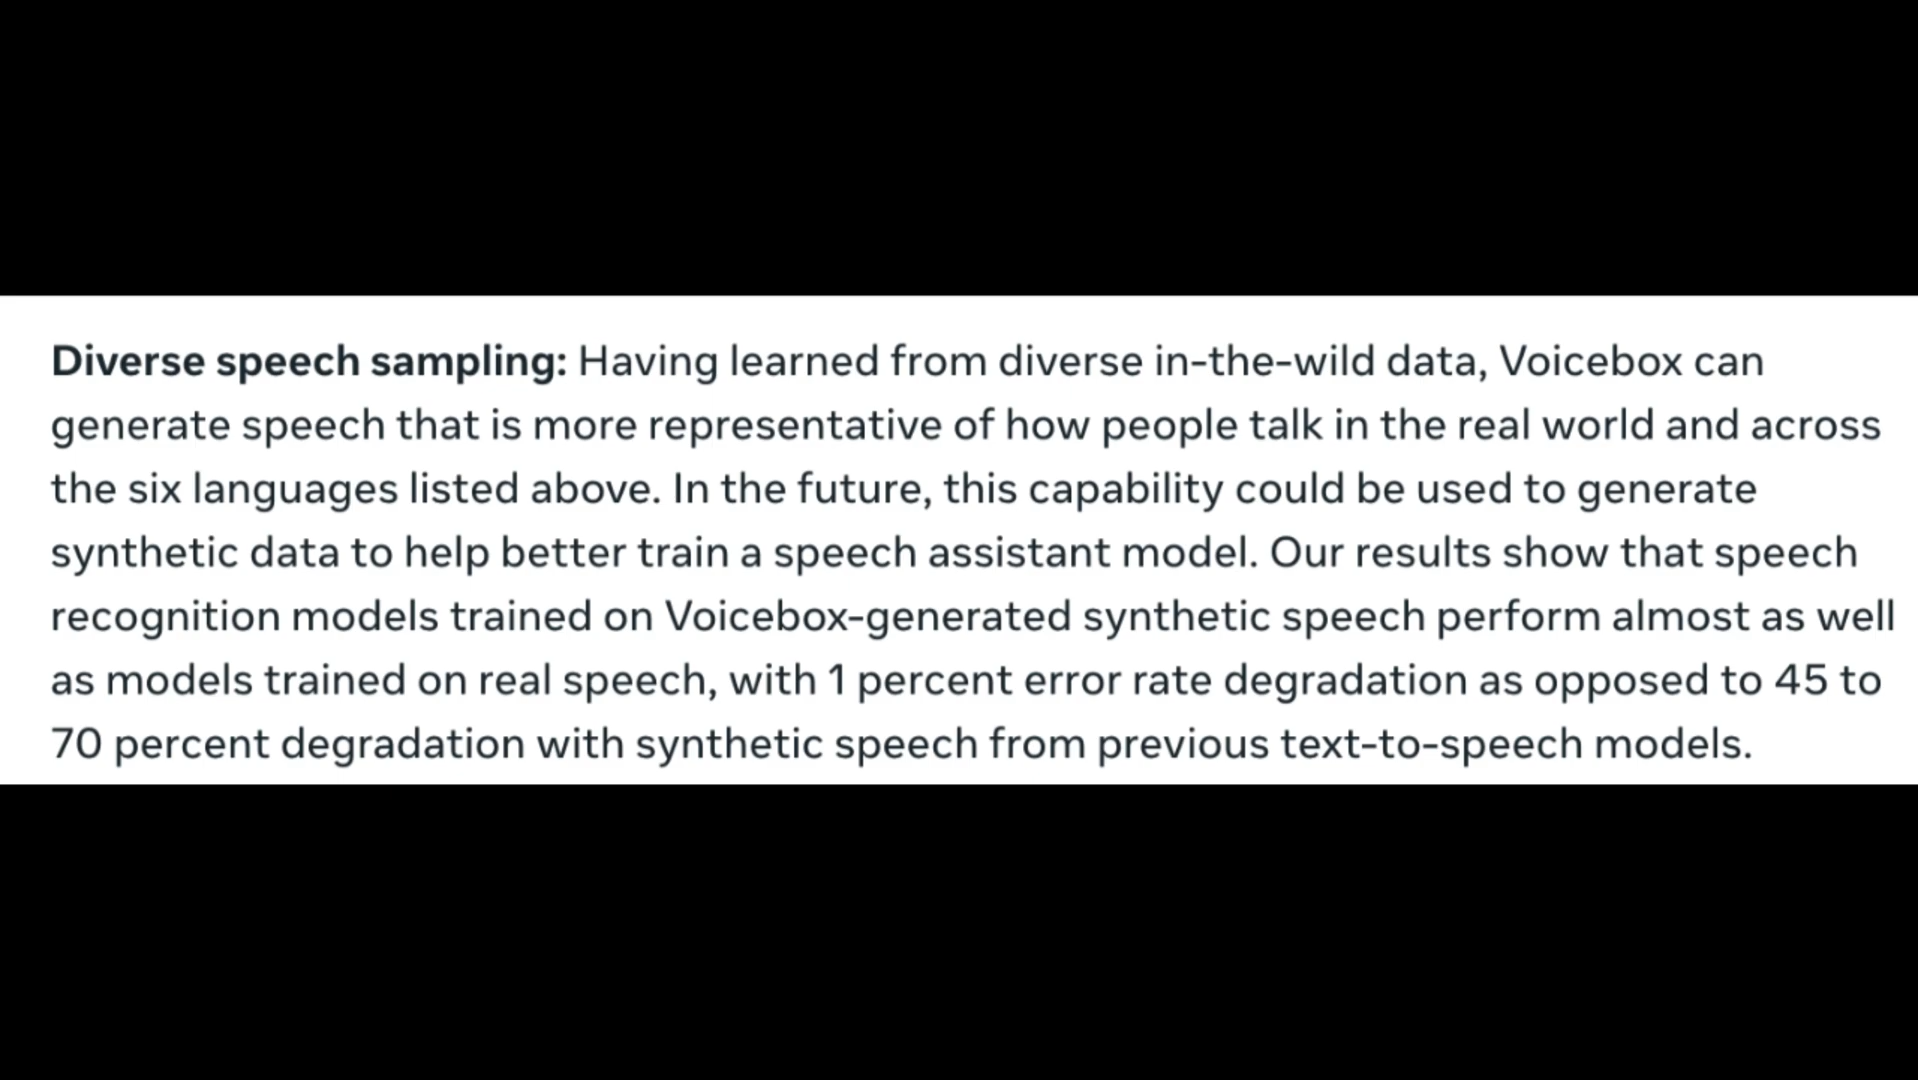 Diverse speech sampling: Having learned from diverse in-the-wild data, Voicebox can
generate speech that is more representative of how people talk in the real world and across
the six languages listed above. In the future, this capability could be used to generate
synthetic data to help better train a speech assistant model. Our results show that speech
recognition models trained on Voicebox-generated synthetic speech perform almost as well
as models trained on real speech, with 1 percent error rate degradation as opposed to 45 to
70 percent degradation with synthetic speech from previous text-to-speech models.